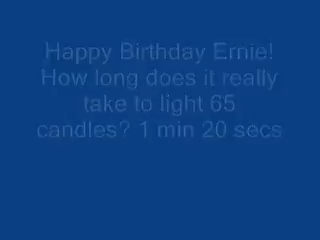 Happy Birthday Ernie!
How long does it really
take to light 65
candles? 1 min 20 secs